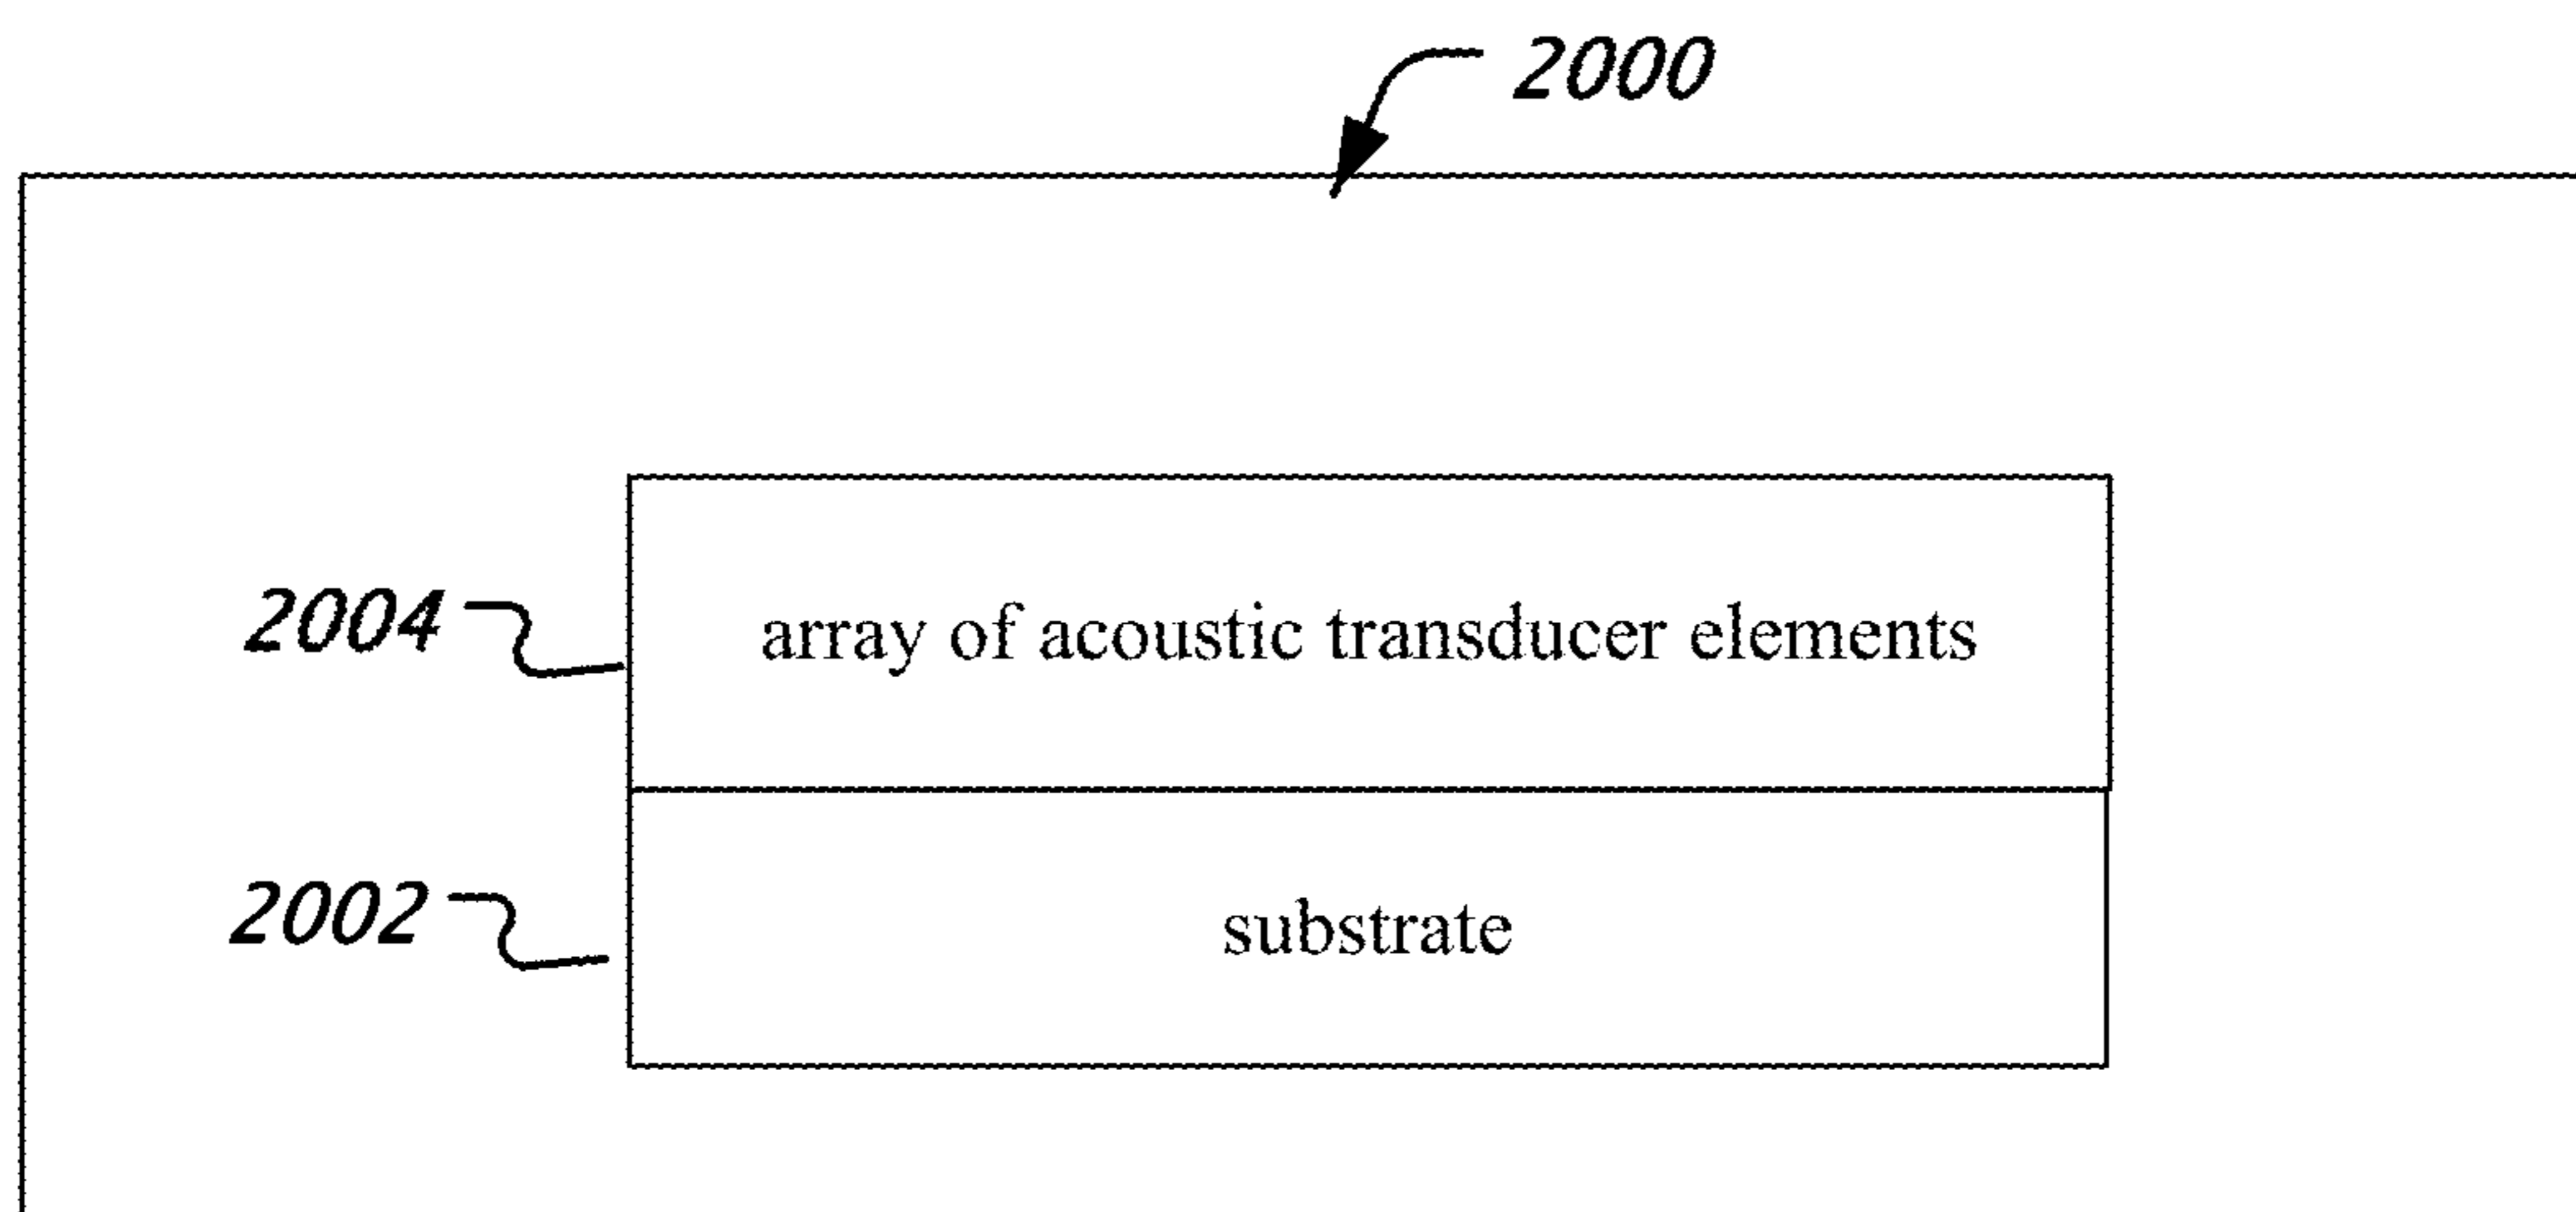 2000
2004
array of acoustic transducer elements
2002
substrate